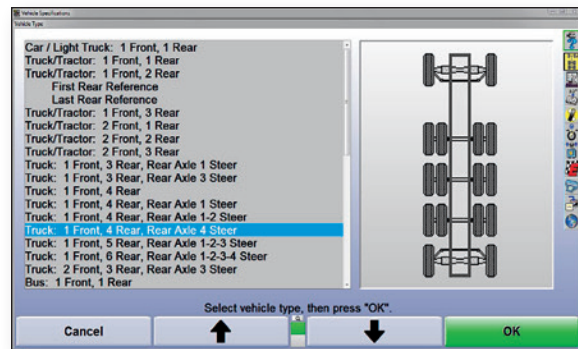 Vehicle Specifications
Vehicle Type
Car / Light Truck: 1 Front, 1 Rear
Truck/Tractor: 1 Front, 1 Rear
Truck/Tractor: 1 Front, 2 Rear
First Rear Reference
Last Rear Reference
Truck/Tractor: 1 Front, 3 Rear
Truck/Tractor: 2 Front, 1 Rear
Truck/Tractor: 2 Front, 2 Rear
Truck/Tractor: 2 Front, 3 Rear
Truck: 1 Front, 3 Rear, Rear Axle 1 Steer
Truck: 1 Front, 3 Rear, Rear Axle 3 Steer
Truck: 1 Front, 4 Rear
Truck: 1 Front, 4 Rear, Rear Axle 1 Steer
Truck: 1 Front, 4 Rear, Rear Axle 1-2 Steer
Truck: 1 Front, 4 Rear, Rear Axle 4 Steer
Truck: 1 Front, 5 Rear, Rear Axle 1-2-3 Steer
Truck: 1 Front, 6 Rear, Rear Axle 1-2-3-4 Steer
Truck: 2 Front, 3 Rear, Rear Axle 3 Steer
Bus: 1 Front, 1 Rear
Select vehicle type, then press "OK".
Cancel
OK